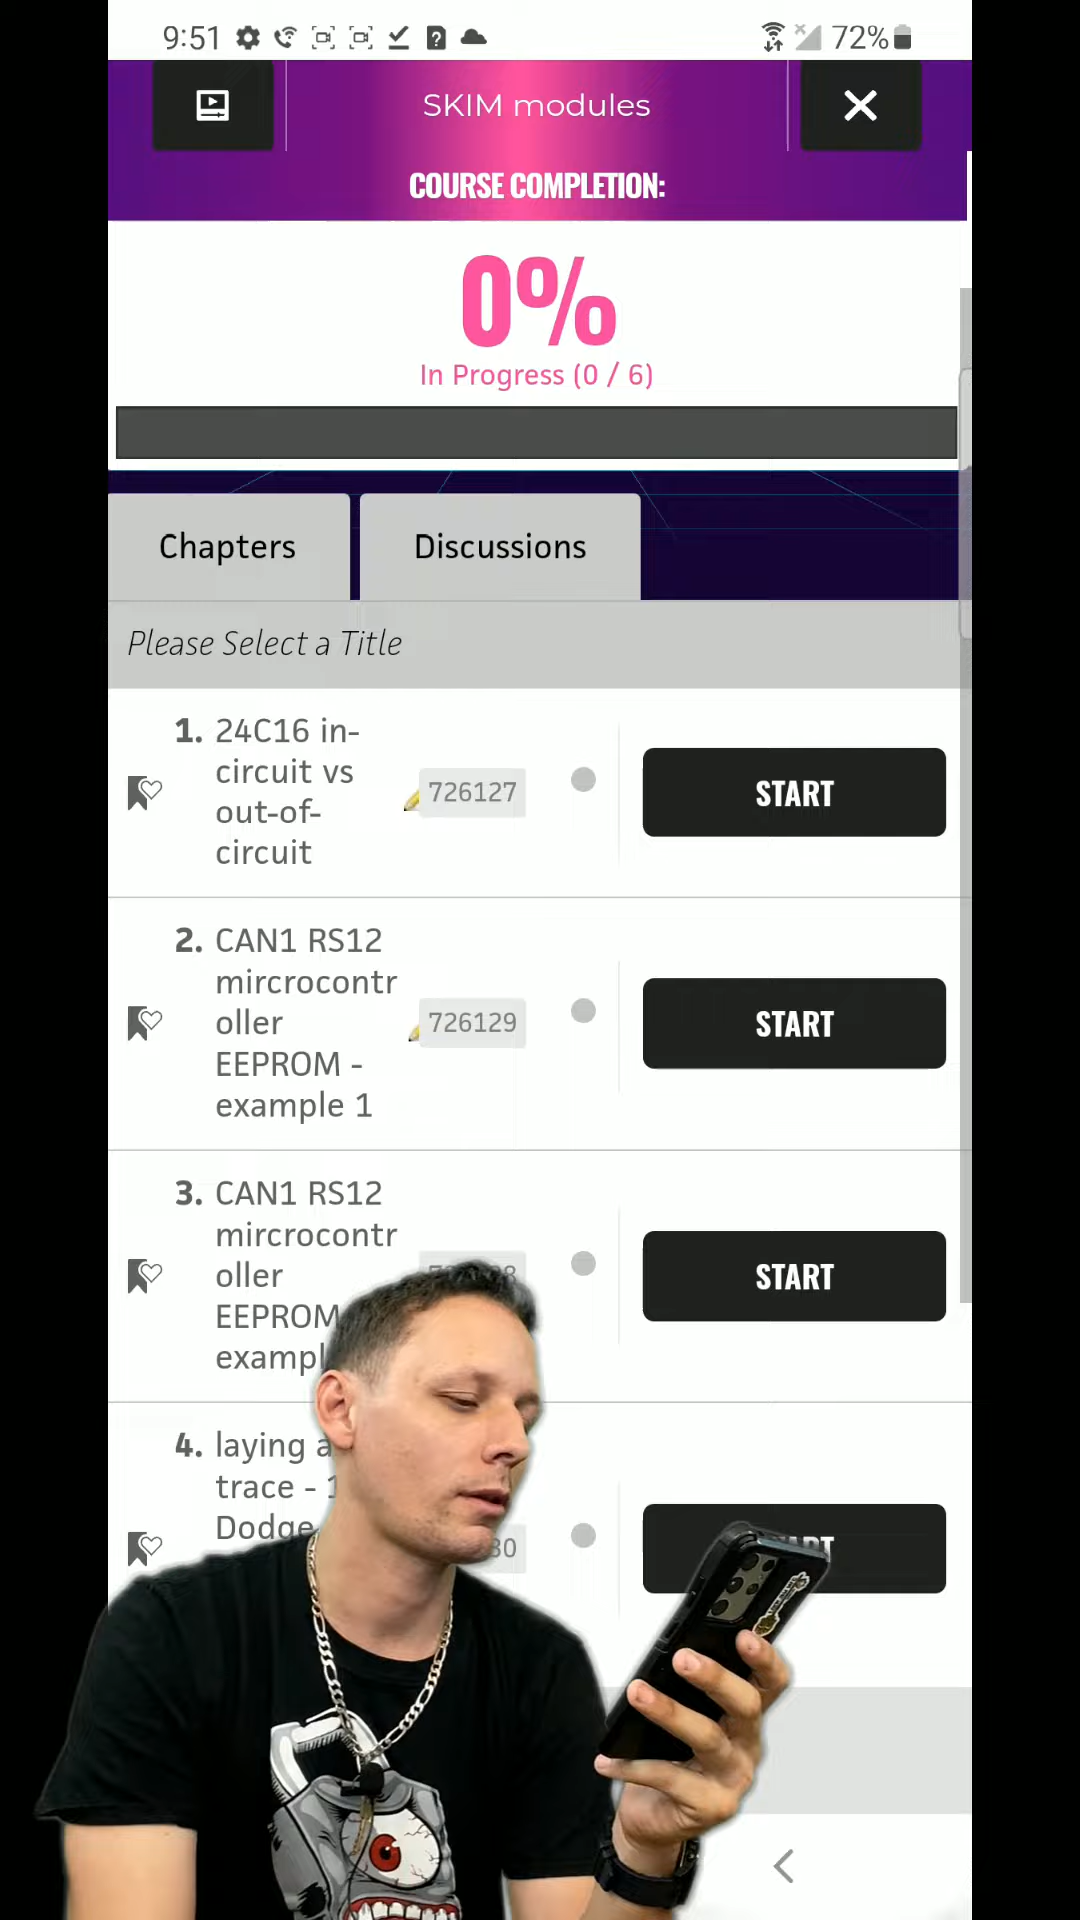 9:51
72%
SKIM modules
COURSE COMPLETION:
0%
In Progress (0 / 6)
Chapters
Discussions
Please Select a Title
1. 24C16 in-
circuit vs
out-of-
circuit
726127
START
2. CAN1 RS12
mircrocontr
oller
EEPROM -
example 1
726129
START
3. CAN1 RS12
mircrocontr
oller
EEPROM
START
4. laying a
trace -
Dodge